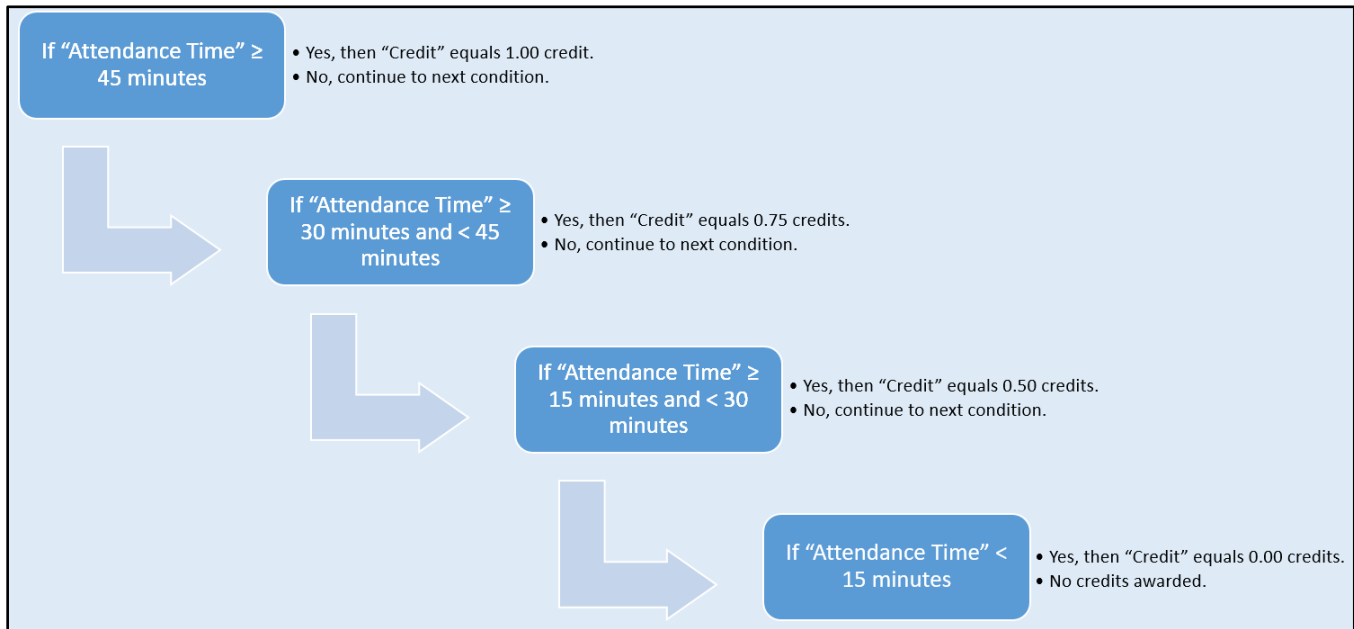 If “Attendance Time” ≥
45 minutes
• Yes, then “Credit” equals 1.00 credit.
• No, continue to next condition.
If “Attendance Time” ≥
30 minutes and < 45
minutes
• Yes, then “Credit” equals 0.75 credits.
• No, continue to next condition.
If “Attendance Time” ≥
15 minutes and < 30
minutes
• Yes, then “Credit” equals 0.50 credits.
• No, continue to next condition.
If “Attendance Time” <
15 minutes
• Yes, then “Credit” equals 0.00 credits.
• No credits awarded.